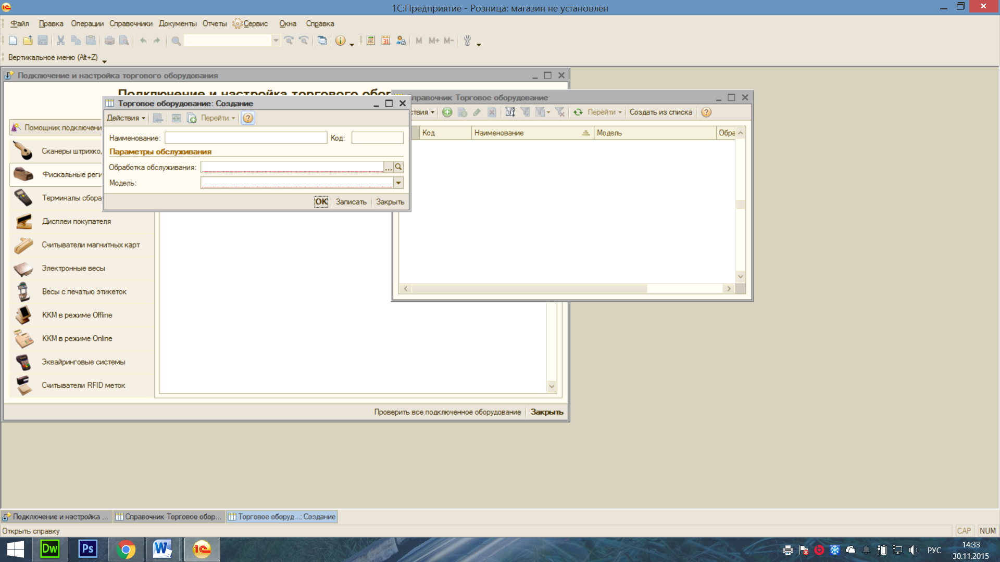 1С:Предприятие - Розница: магазин не установлен
Файл Правка Операции Справочники Документы Отчеты Сервис Окна Справка
31 M M+ M-
Вертикальное меню (Alt+Z)
Подключение и настройка торгового оборудования
Подключение и настройка торгового обор
Торговое оборудование: Создание
Действия Перейти ?
Наименование: Код:
Параметры обслуживания
Обработка обслуживания: ...
Модель:
OK Записать Закрыть
правочник Торговое оборудование
ствия Перейти Создать из списка ?
Код Наименование Модель Обра
Помощник подключени
Сканеры штрихко,
Фискальные реги
Терминалы сбора
Дисплеи покупателя
Считыватели магнитных карт
Электронные весы
Весы с печатью этикеток
ККМ в режиме Offline
ККМ в режиме Online
Эквайринговые системы
Считыватели RFID меток
Проверить все подключенное оборудование Закрыть
Подключение и настройка ... Справочник Торговое обор... Торговое оборуд...: Создание
Открыть справку CAP NUM
Dw Ps W 1С РУС 14:33
30.11.2015